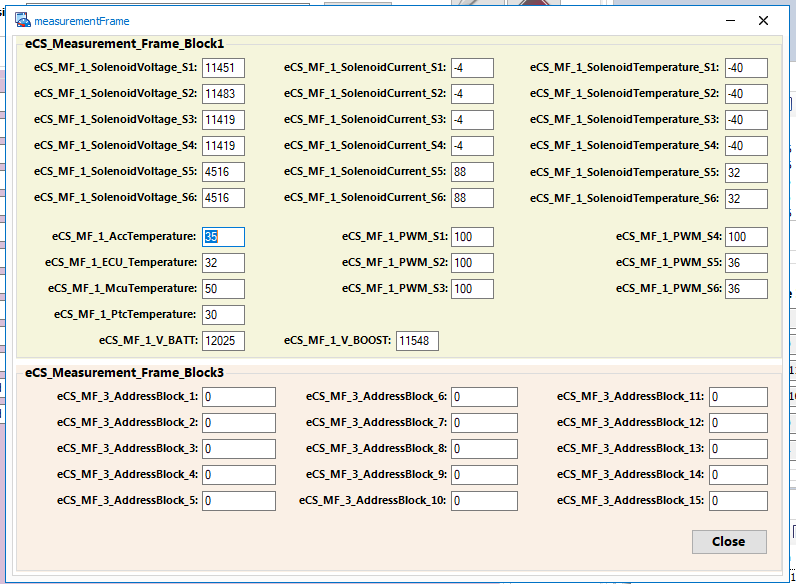 measurementFrame
eCS_Measurement_Frame_Block1
eCS_MF_1_SolenoidVoltage_S1: 11451 eCS_MF_1_SolenoidCurrent_S1: -4 eCS_MF_1_SolenoidTemperature_S1: -40
eCS_MF_1_SolenoidVoltage_S2: 11483 eCS_MF_1_SolenoidCurrent_S2: -4 eCS_MF_1_SolenoidTemperature_S2: -40
eCS_MF_1_SolenoidVoltage_S3: 11419 eCS_MF_1_SolenoidCurrent_S3: -4 eCS_MF_1_SolenoidTemperature_S3: -40
eCS_MF_1_SolenoidVoltage_S4: 11419 eCS_MF_1_SolenoidCurrent_S4: -4 eCS_MF_1_SolenoidTemperature_S4: -40
eCS_MF_1_SolenoidVoltage_S5: 4516 eCS_MF_1_SolenoidCurrent_S5: 88 eCS_MF_1_SolenoidTemperature_S5: 32
eCS_MF_1_SolenoidVoltage_S6: 4516 eCS_MF_1_SolenoidCurrent_S6: 88 eCS_MF_1_SolenoidTemperature_S6: 32
eCS_MF_1_AccTemperature: 35 eCS_MF_1_PWM_S1: 100 eCS_MF_1_PWM_S4: 100
eCS_MF_1_ECU_Temperature: 32 eCS_MF_1_PWM_S2: 100 eCS_MF_1_PWM_S5: 36
eCS_MF_1_McuTemperature: 50 eCS_MF_1_PWM_S3: 100 eCS_MF_1_PWM_S6: 36
eCS_MF_1_PtcTemperature: 30
eCS_MF_1_V_BATT: 12025 eCS_MF_1_V_BOOST: 11548
eCS_Measurement_Frame_Block3
eCS_MF_3_AddressBlock_1: 0 eCS_MF_3_AddressBlock_6: 0 eCS_MF_3_AddressBlock_11: 0
eCS_MF_3_AddressBlock_2: 0 eCS_MF_3_AddressBlock_7: 0 eCS_MF_3_AddressBlock_12: 0
eCS_MF_3_AddressBlock_3: 0 eCS_MF_3_AddressBlock_8: 0 eCS_MF_3_AddressBlock_13: 0
eCS_MF_3_AddressBlock_4: 0 eCS_MF_3_AddressBlock_9: 0 eCS_MF_3_AddressBlock_14: 0
eCS_MF_3_AddressBlock_5: 0 eCS_MF_3_AddressBlock_10: 0 eCS_MF_3_AddressBlock_15: 0
Close